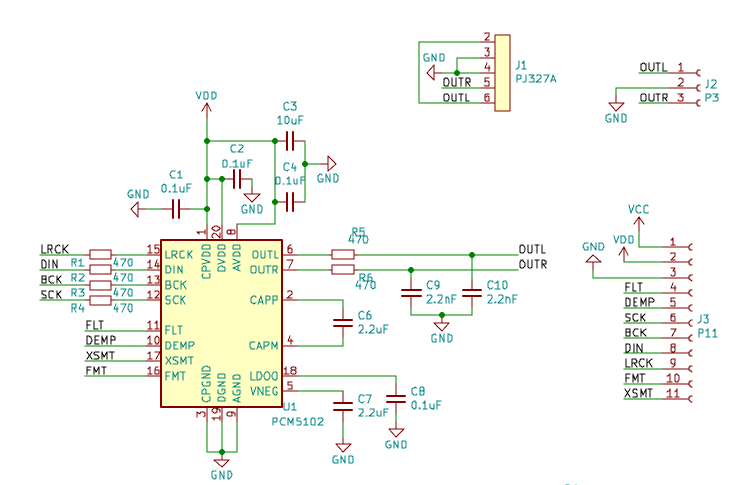 2
3
GND
4
5
OUTR
6
OUTL
J1
PJ327A
OUTL
1
2
OUTR
3
J2
P3
GND
VDD
C3
10uF
C2
0.1uF
C4
0.1uF
GND
C1
0.1uF
GND
GND
1
20
8
LRCK
R1
470
15
LRCK
DIN
R2
470
14
DIN
BCK
R3
470
13
BCK
SCK
R4
470
12
SCK
FLT
11
FLT
DEMP
10
DEMP
XSMT
17
XSMT
FMT
16
FMT
CPVDD
DVDD
AVDD
OUTL
6
OUTR
7
CAPP
2
CAPM
4
LDOO
18
VNEG
5
CPGND
DGND
AGND
3
19
9
GND
U1
PCM5102
R5
470
R6
470
OUTL
OUTR
C9
2.2nF
C10
2.2nF
GND
C6
2.2uF
C7
2.2uF
GND
C8
0.1uF
GND
VCC
VDD
GND
1
2
3
FLT
4
DEMP
5
SCK
6
BCK
7
DIN
8
LRCK
9
FMT
10
XSMT
11
J3
P11